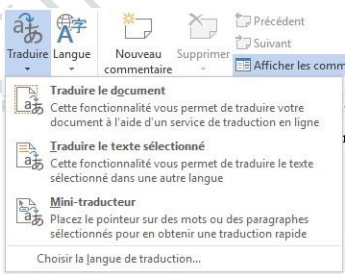 Précédent
Suivant
Traduire Langue Nouveau commentaire Supprimer
Afficher les comm
Traduire le document
Cette fonctionnalité vous permet de traduire votre
document à l'aide d'un service de traduction en ligne
Traduire le texte sélectionné
Cette fonctionnalité vous permet de traduire le texte
sélectionné dans une autre langue
Mini-traducteur
Placez le pointeur sur des mots ou des paragraphes
sélectionnés pour en obtenir une traduction rapide
Choisir la langue de traduction...